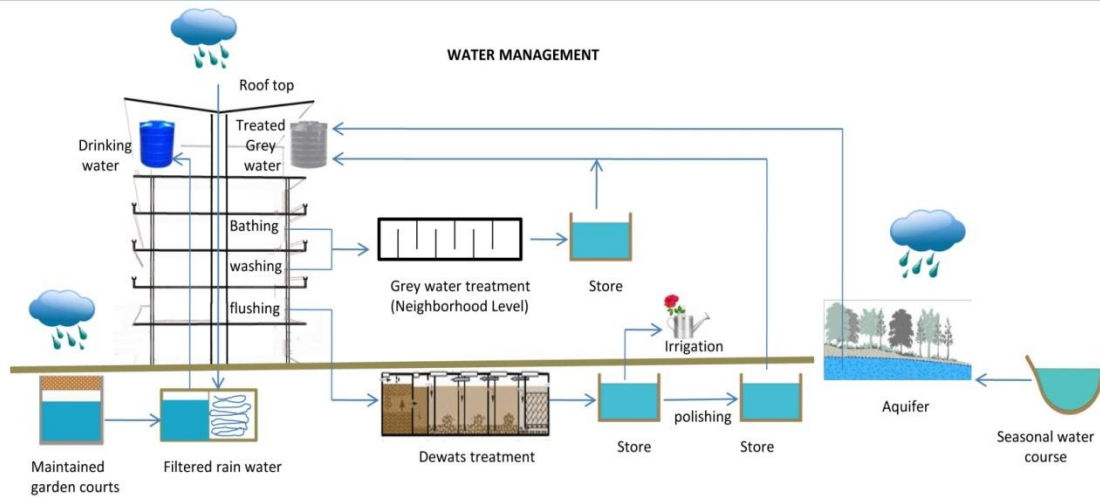 WATER MANAGEMENT
Roof top
Drinking
water
Treated
Grey
water
Bathing
washing
flushing
Grey water treatment
(Neighborhood Level)
Store
Irrigation
Maintained
garden courts
Filtered rain water
Dewats treatment
Store
polishing
Store
Aquifer
Seasonal water
course